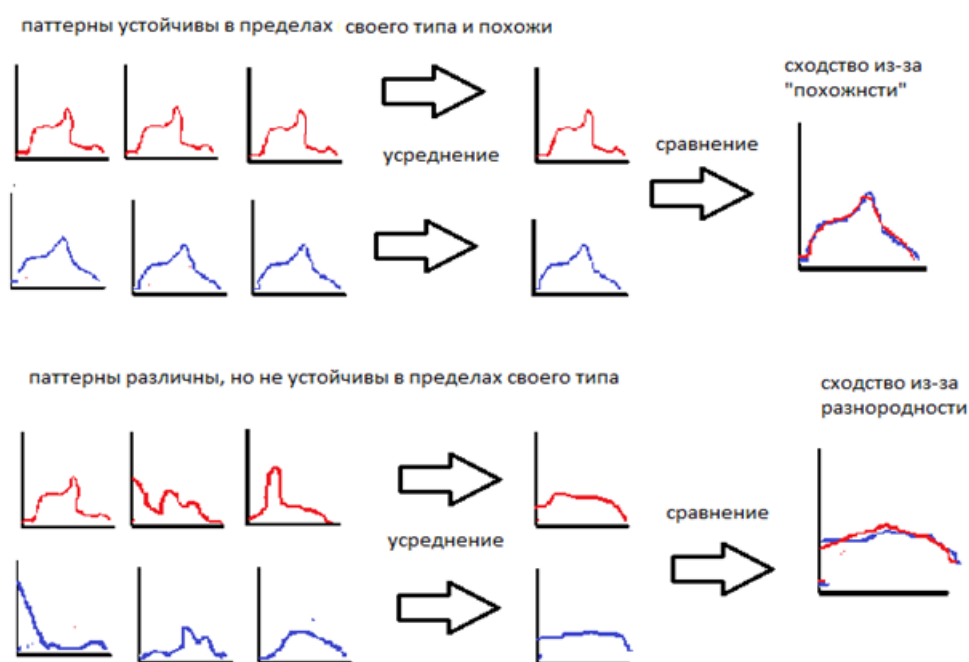 паттерны устойчивы в пределах своего типа и похожи
сходство из-за
"похожнсти"
усреднение
сравнение
паттерны различны, но не устойчивы в пределах своего типа
сходство из-за
разнородности
усреднение
сравнение